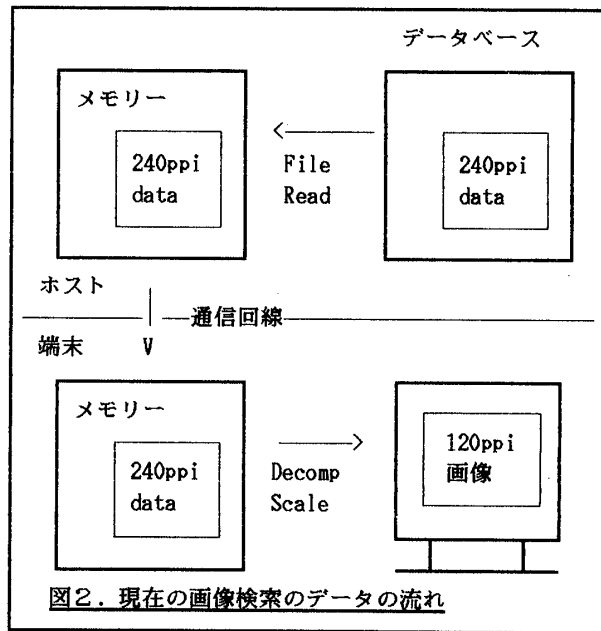 データベース
メモリー
240ppi
data
File
Read
240ppi
data
ホスト
通信回線
端末 V
メモリー
240ppi
data
Decomp
Scale
120ppi
画像
図2．現在の画像検索のデータの流れ